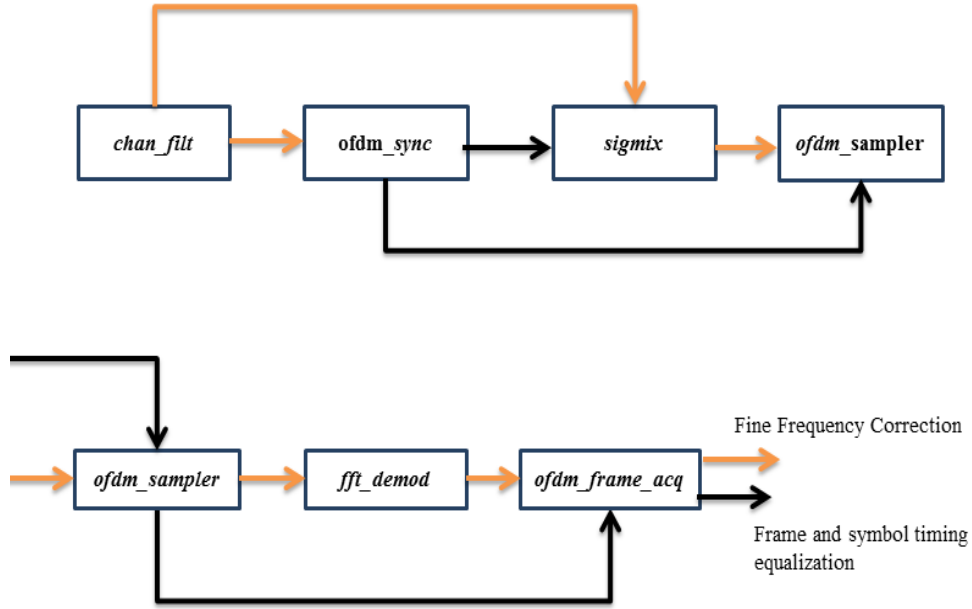 chan_filt
ofdm_sync
sigmix
ofdm_sampler
ofdm_sampler
fft_demod
ofdm_frame_acq
Fine Frequency Correction
Frame and symbol timing
equalization